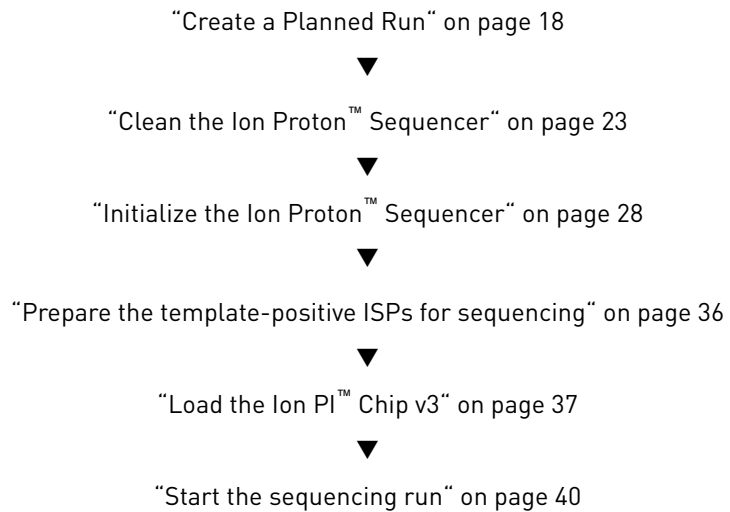 “Create a Planned Run“ on page 18
▼
“Clean the Ion Proton™ Sequencer“ on page 23
▼
“Initialize the Ion Proton™ Sequencer“ on page 28
▼
“Prepare the template-positive ISPs for sequencing“ on page 36
▼
“Load the Ion PI™ Chip v3“ on page 37
▼
“Start the sequencing run“ on page 40